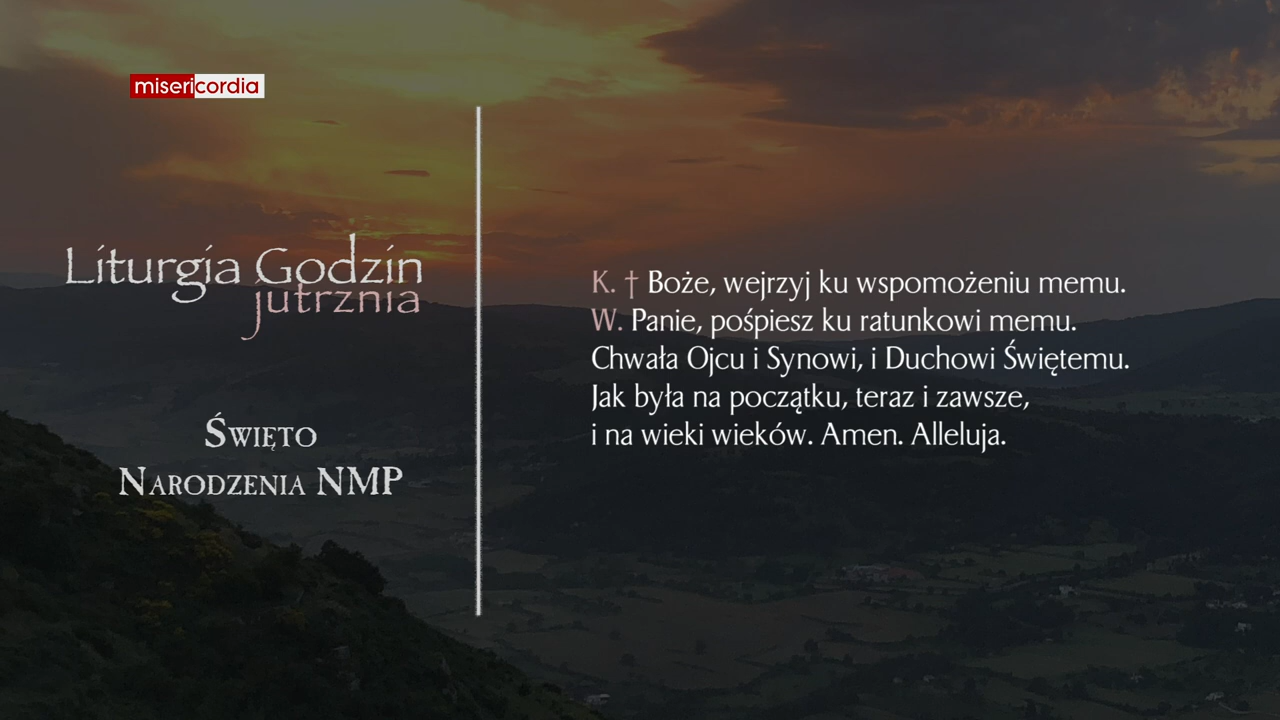 misericordia
Liturgia Godzin
jutrznia
Święto
Narodzenia NMP
K. † Boże, wejrzyj ku wspomożeniu memu.
W. Panie, pośpiesz ku ratunkowi memu.
Chwała Ojcu i Synowi, i Duchowi Świętemu.
Jak była na początku, teraz i zawsze,
i na wieki wieków. Amen. Alleluja.